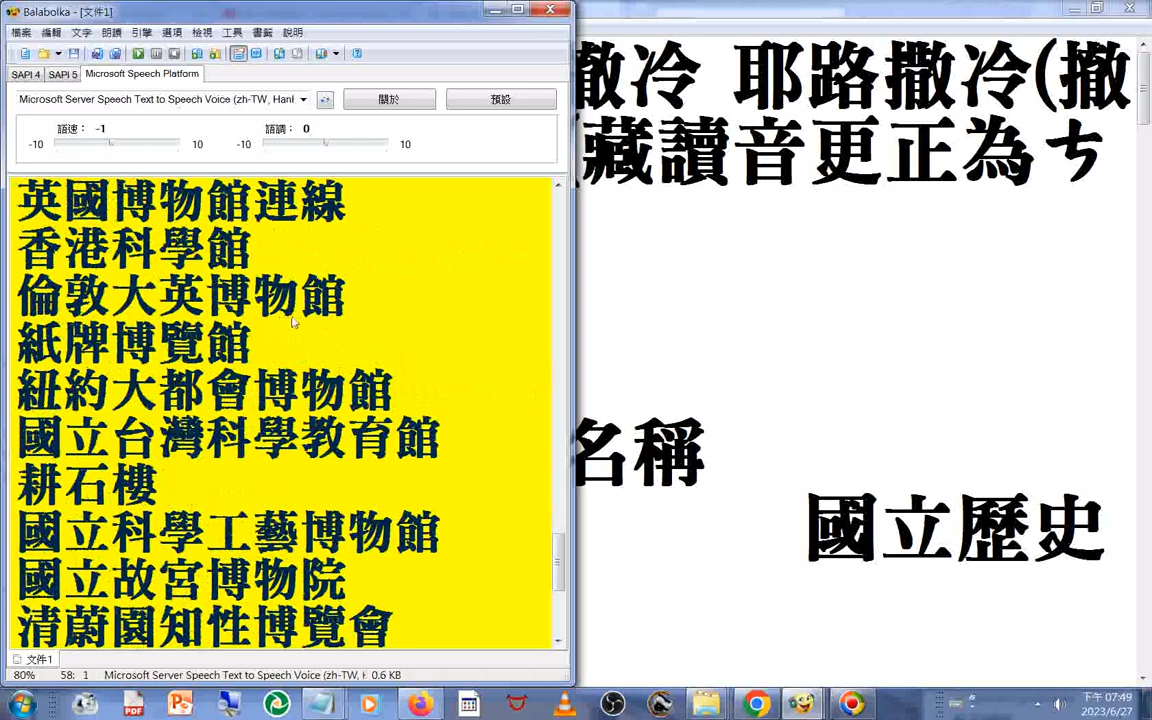 Balabolka - [文件1]
檔案 編輯 文字 朗讀 引擎 選項 檢視 工具 書籤 說明
SAPI 4 SAPI 5 Microsoft Speech Platform
Microsoft Server Speech Text to Speech Voice (zh-TW, Hanl 關於 預設
語速： -1 語調： 0
-10 10 -10 10
英國博物館連線
香港科學館
倫敦大英博物館
紙牌博覽館
紐約大都會博物館
國立台灣科學教育館
耕石樓
國立科學工藝博物館
國立故宮博物院
清蔚園知性博覽會
文件1
80% 58: 1 Microsoft Server Speech Text to Speech Voice (zh-TW, H 0.6 KB
撒冷 耶路撒冷(撒
藏讀音更正為ㄘ
名稱
國立歷史
PDF
下午 07:49
2023/6/27